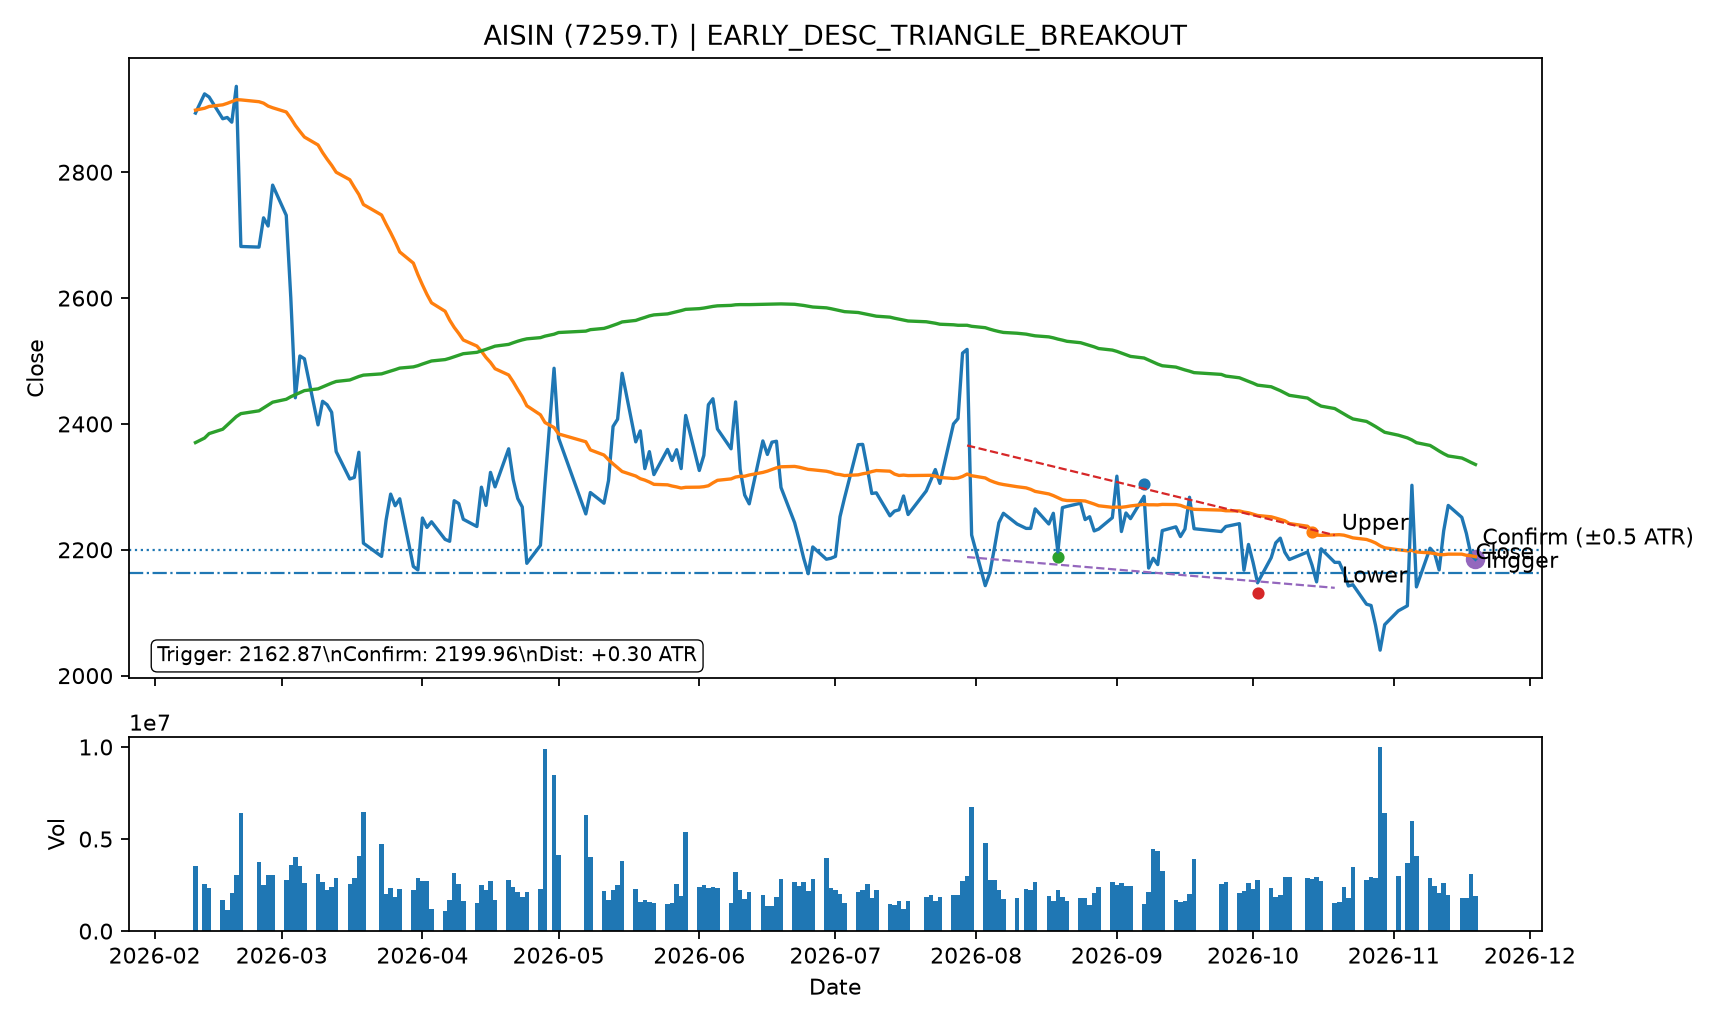 AISIN (7259.T) | EARLY_DESC_TRIANGLE_BREAKOUT
Close
2800
2600
2400
2200
2000
Upper
Lower
Confirm (±0.5 ATR)
Close
Trigger
Trigger: 2162.87\nConfirm: 2199.96\nDist: +0.30 ATR
1e7
Vol
1.0
0.5
0.0
2026-02 2026-03 2026-04 2026-05 2026-06 2026-07 2026-08 2026-09 2026-10 2026-11 2026-12
Date